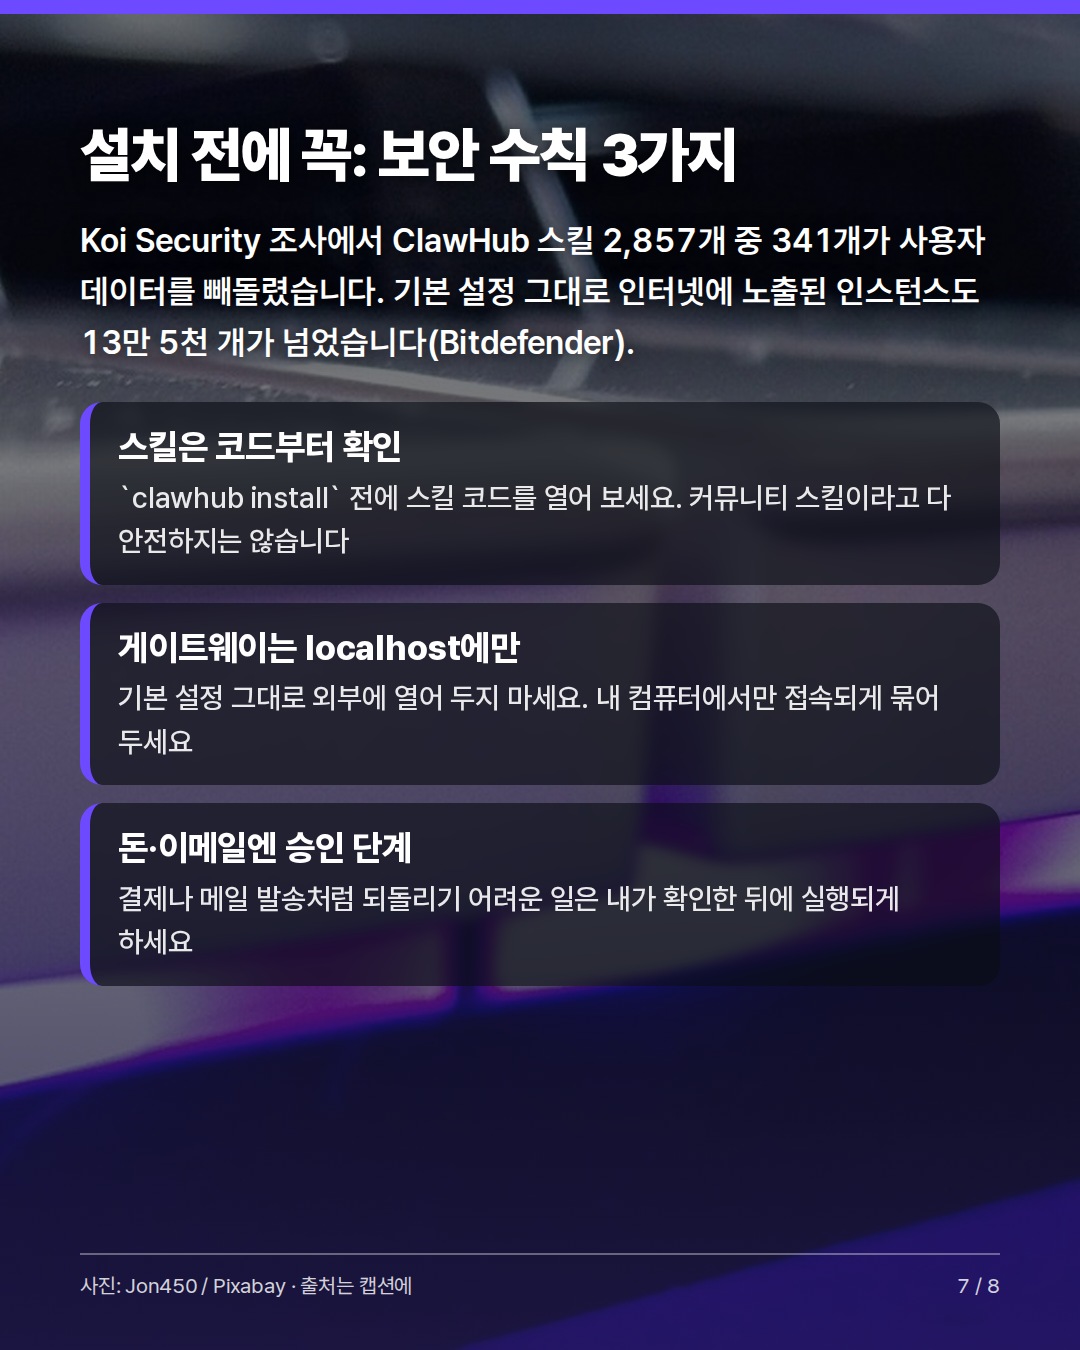 설치 전에 꼭: 보안 수칙 3가지
Koi Security 조사에서 ClawHub 스킬 2,857개 중 341개가 사용자
데이터를 빼돌렸습니다. 기본 설정 그대로 인터넷에 노출된 인스턴스도
13만 5천 개가 넘었습니다(Bitdefender).
스킬은 코드부터 확인
`clawhub install` 전에 스킬 코드를 열어 보세요. 커뮤니티 스킬이라고 다
안전하지는 않습니다
게이트웨이는 localhost에만
기본 설정 그대로 외부에 열어 두지 마세요. 내 컴퓨터에서만 접속되게 묶어
두세요
돈·이메일엔 승인 단계
결제나 메일 발송처럼 되돌리기 어려운 일은 내가 확인한 뒤에 실행되게
하세요
사진: Jon450 / Pixabay · 출처는 캡션에
7 / 8